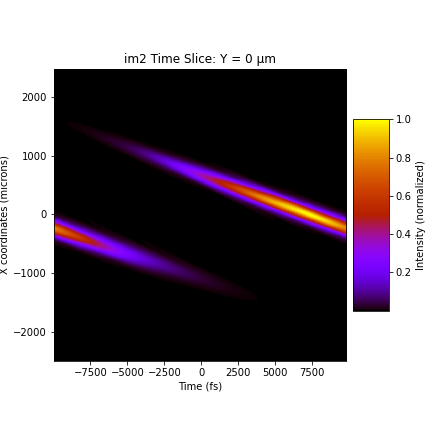 im2 Time Slice: Y = 0 μm
X coordinates (microns)
2000
1000
0
−1000
−2000
−7500 −5000 −2500 0 2500 5000 7500
Time (fs)
1.0
0.8
0.6
0.4
0.2
Intensity (normalized)